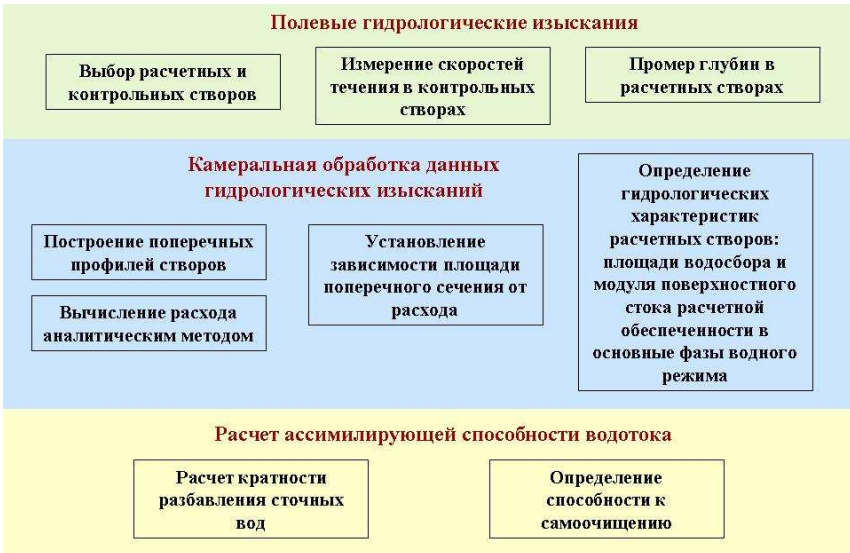 Полевые гидрологические изыскания
Выбор расчетных и
контрольных створов
Измерение скоростей
течения в контрольных
створах
Промер глубин в
расчетных створах
Камеральная обработка данных
гидрологических изысканий
Построение поперечных
профилей створов
Вычисление расхода
аналитическим методом
Установление
зависимости площади
поперечного сечения от
расхода
Определение
гидрологических
характеристик
расчетных створов:
площади водосбора и
модуля поверхностного
стока расчетной
обеспеченности в
основные фазы водного
режима
Расчет ассимилирующей способности водотока
Расчет кратности
разбавления сточных
вод
Определение
способности к
самоочищению